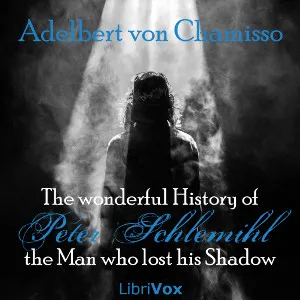 Adelbert von Chamisso
The wonderful History of
Peter Schlemihl
the Man who lost his Shadow
LibriVox